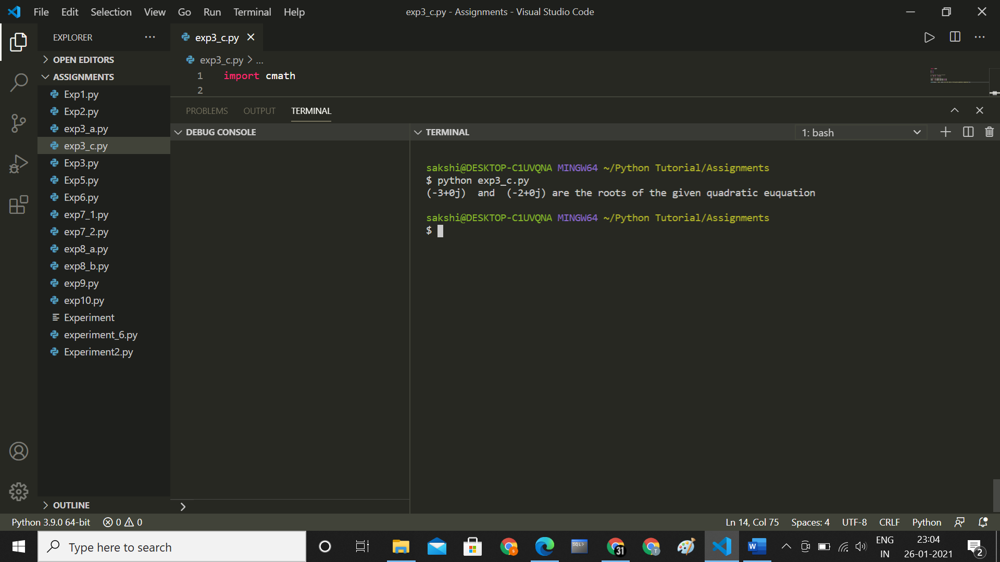 File Edit Selection View Go Run Terminal Help
exp3_c.py - Assignments - Visual Studio Code
EXPLORER
OPEN EDITORS
ASSIGNMENTS
Exp1.py
Exp2.py
exp3_a.py
exp3_c.py
Exp3.py
Exp5.py
Exp6.py
exp7_1.py
exp7_2.py
exp8_a.py
exp8_b.py
exp9.py
exp10.py
Experiment
experiment_6.py
Experiment2.py
OUTLINE
exp3_c.py
exp3_c.py > ...
1 import cmath
2
PROBLEMS OUTPUT TERMINAL
DEBUG CONSOLE
TERMINAL
1: bash
sakshi@DESKTOP-C1UVQNA MINGW64 ~/Python Tutorial/Assignments
$ python exp3_c.py
(-3+0j)  and  (-2+0j) are the roots of the given quadratic euquation
sakshi@DESKTOP-C1UVQNA MINGW64 ~/Python Tutorial/Assignments
$
Python 3.9.0 64-bit 0 0
Ln 14, Col 75 Spaces: 4 UTF-8 CRLF Python
Type here to search
SQL>
S
31
T
W
ENG
IN
23:04
26-01-2021
2